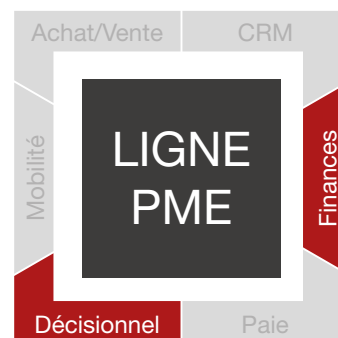 Achat/Vente
CRM
Mobilité
LIGNE
PME
Finances
Décisionnel
Paie